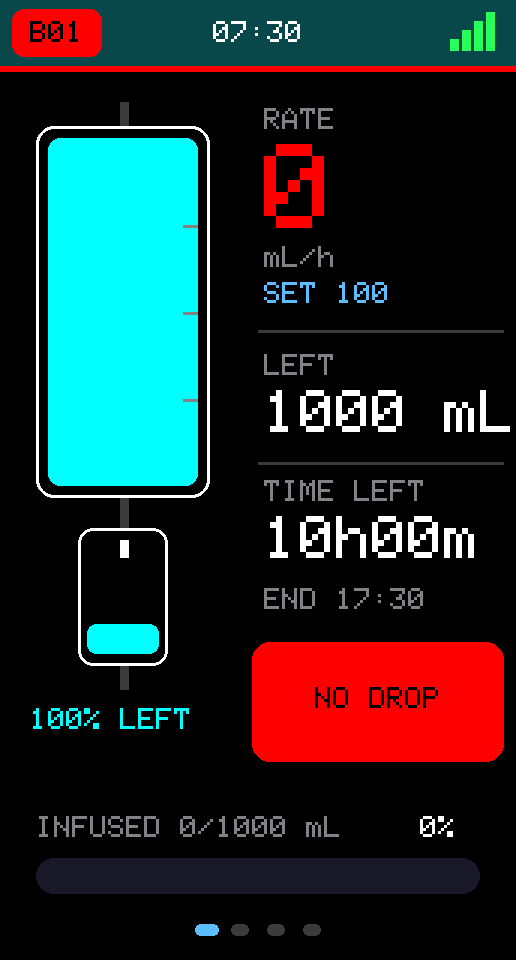 B01
07:30
RATE
0
mL/h
SET 100
LEFT
1000 mL
TIME LEFT
10h00m
END 17:30
NO DROP
100% LEFT
INFUSED 0/1000 mL
0%